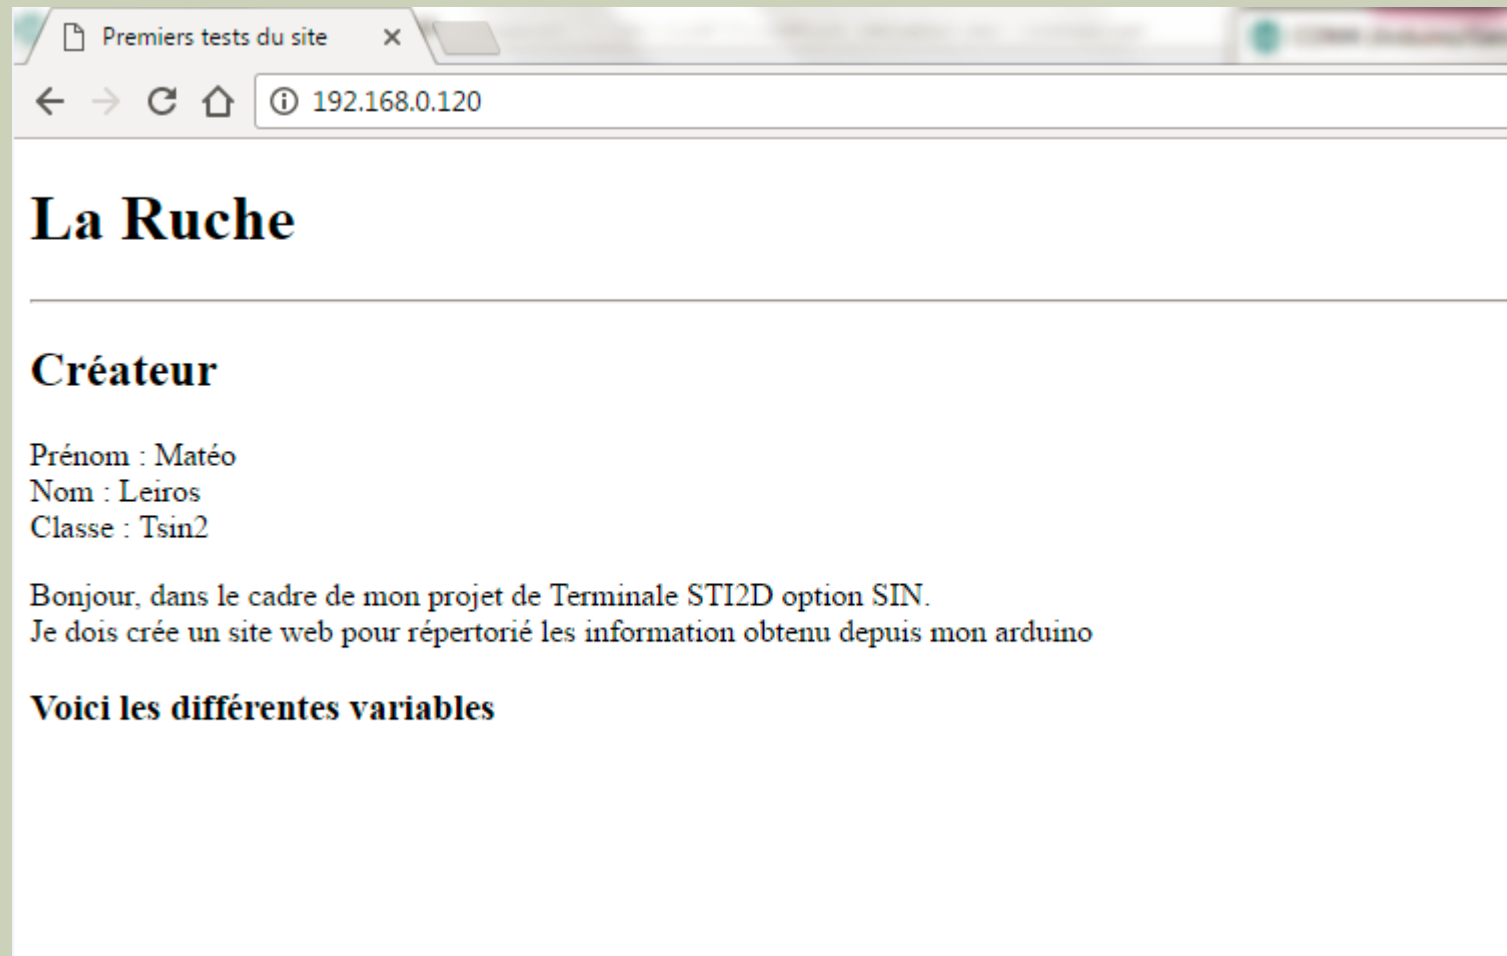 Premiers tests du site
192.168.0.120
La Ruche
Créateur
Prénom : Matéo
Nom : Leiros
Classe : Tsin2
Bonjour, dans le cadre de mon projet de Terminale STI2D option SIN.
Je dois crée un site web pour répertorié les information obtenu depuis mon arduino
Voici les différentes variables